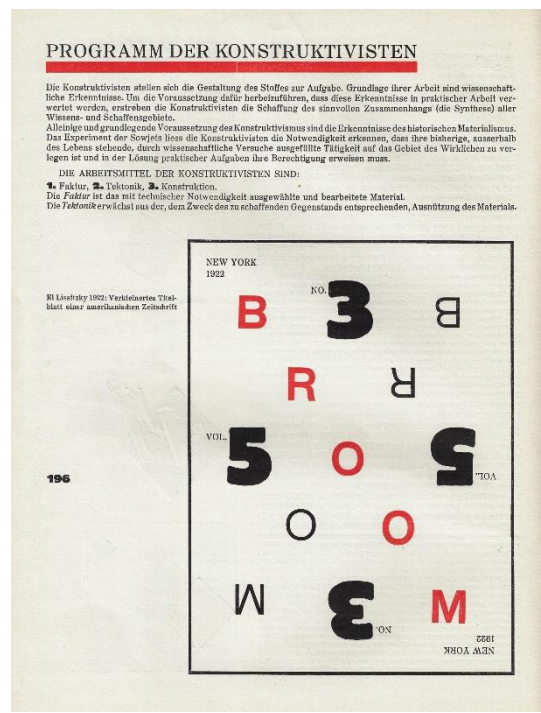 PROGRAMM DER KONSTRUKTIVISTEN
Die Konstruktivisten stellen sich die Gestaltung des Stoffes zur Aufgabe. Grundlage ihrer Arbeit sind wissenschaft-
liche Erkenntnisse. Um die Voraussetzung dafür herbeizuführen, dass diese Erkenntnisse in praktischer Arbeit ver-
wertet werden, erstreben die Konstruktivisten die Schaffung des sinnvollen Zusammenhangs (die Synthese) aller
Wissens- und Schaffensgebiete.
Alleinige und grundlegende Voraussetzung des Konstruktivismus sind die Erkenntnisse des historischen Materialismus.
Das Experiment der Sowjets liess die Konstruktivisten die Notwendigkeit erkennen, dass ihre bisherige, ausserhalb
des Lebens stehende, durch wissenschaftliche Versuche ausgefüllte Tätigkeit auf das Gebiet des Wirklichen zu ver-
legen ist und in der Lösung praktischer Aufgaben ihre Berechtigung erweisen muss.
DIE ARBEITSMITTEL DER KONSTRUKTIVISTEN SIND:
1. Faktur, 2. Tektonik, 3. Konstruktion.
Die Faktur ist das mit technischer Notwendigkeit ausgewählte und bearbeitete Material.
Die Tektonik erwächst aus der, dem Zweck des zu schaffenden Gegenstands entsprechenden, Ausnützung des Materials.
El Lissitzky 1922: Verkleinertes Titel-
blatt einer amerikanischen Zeitschrift
196
NEW YORK
1922
B NO. 3 B
R R
VOL. 5 O VOL. 5
O O
M NO. 3 M
1922
NEW YORK